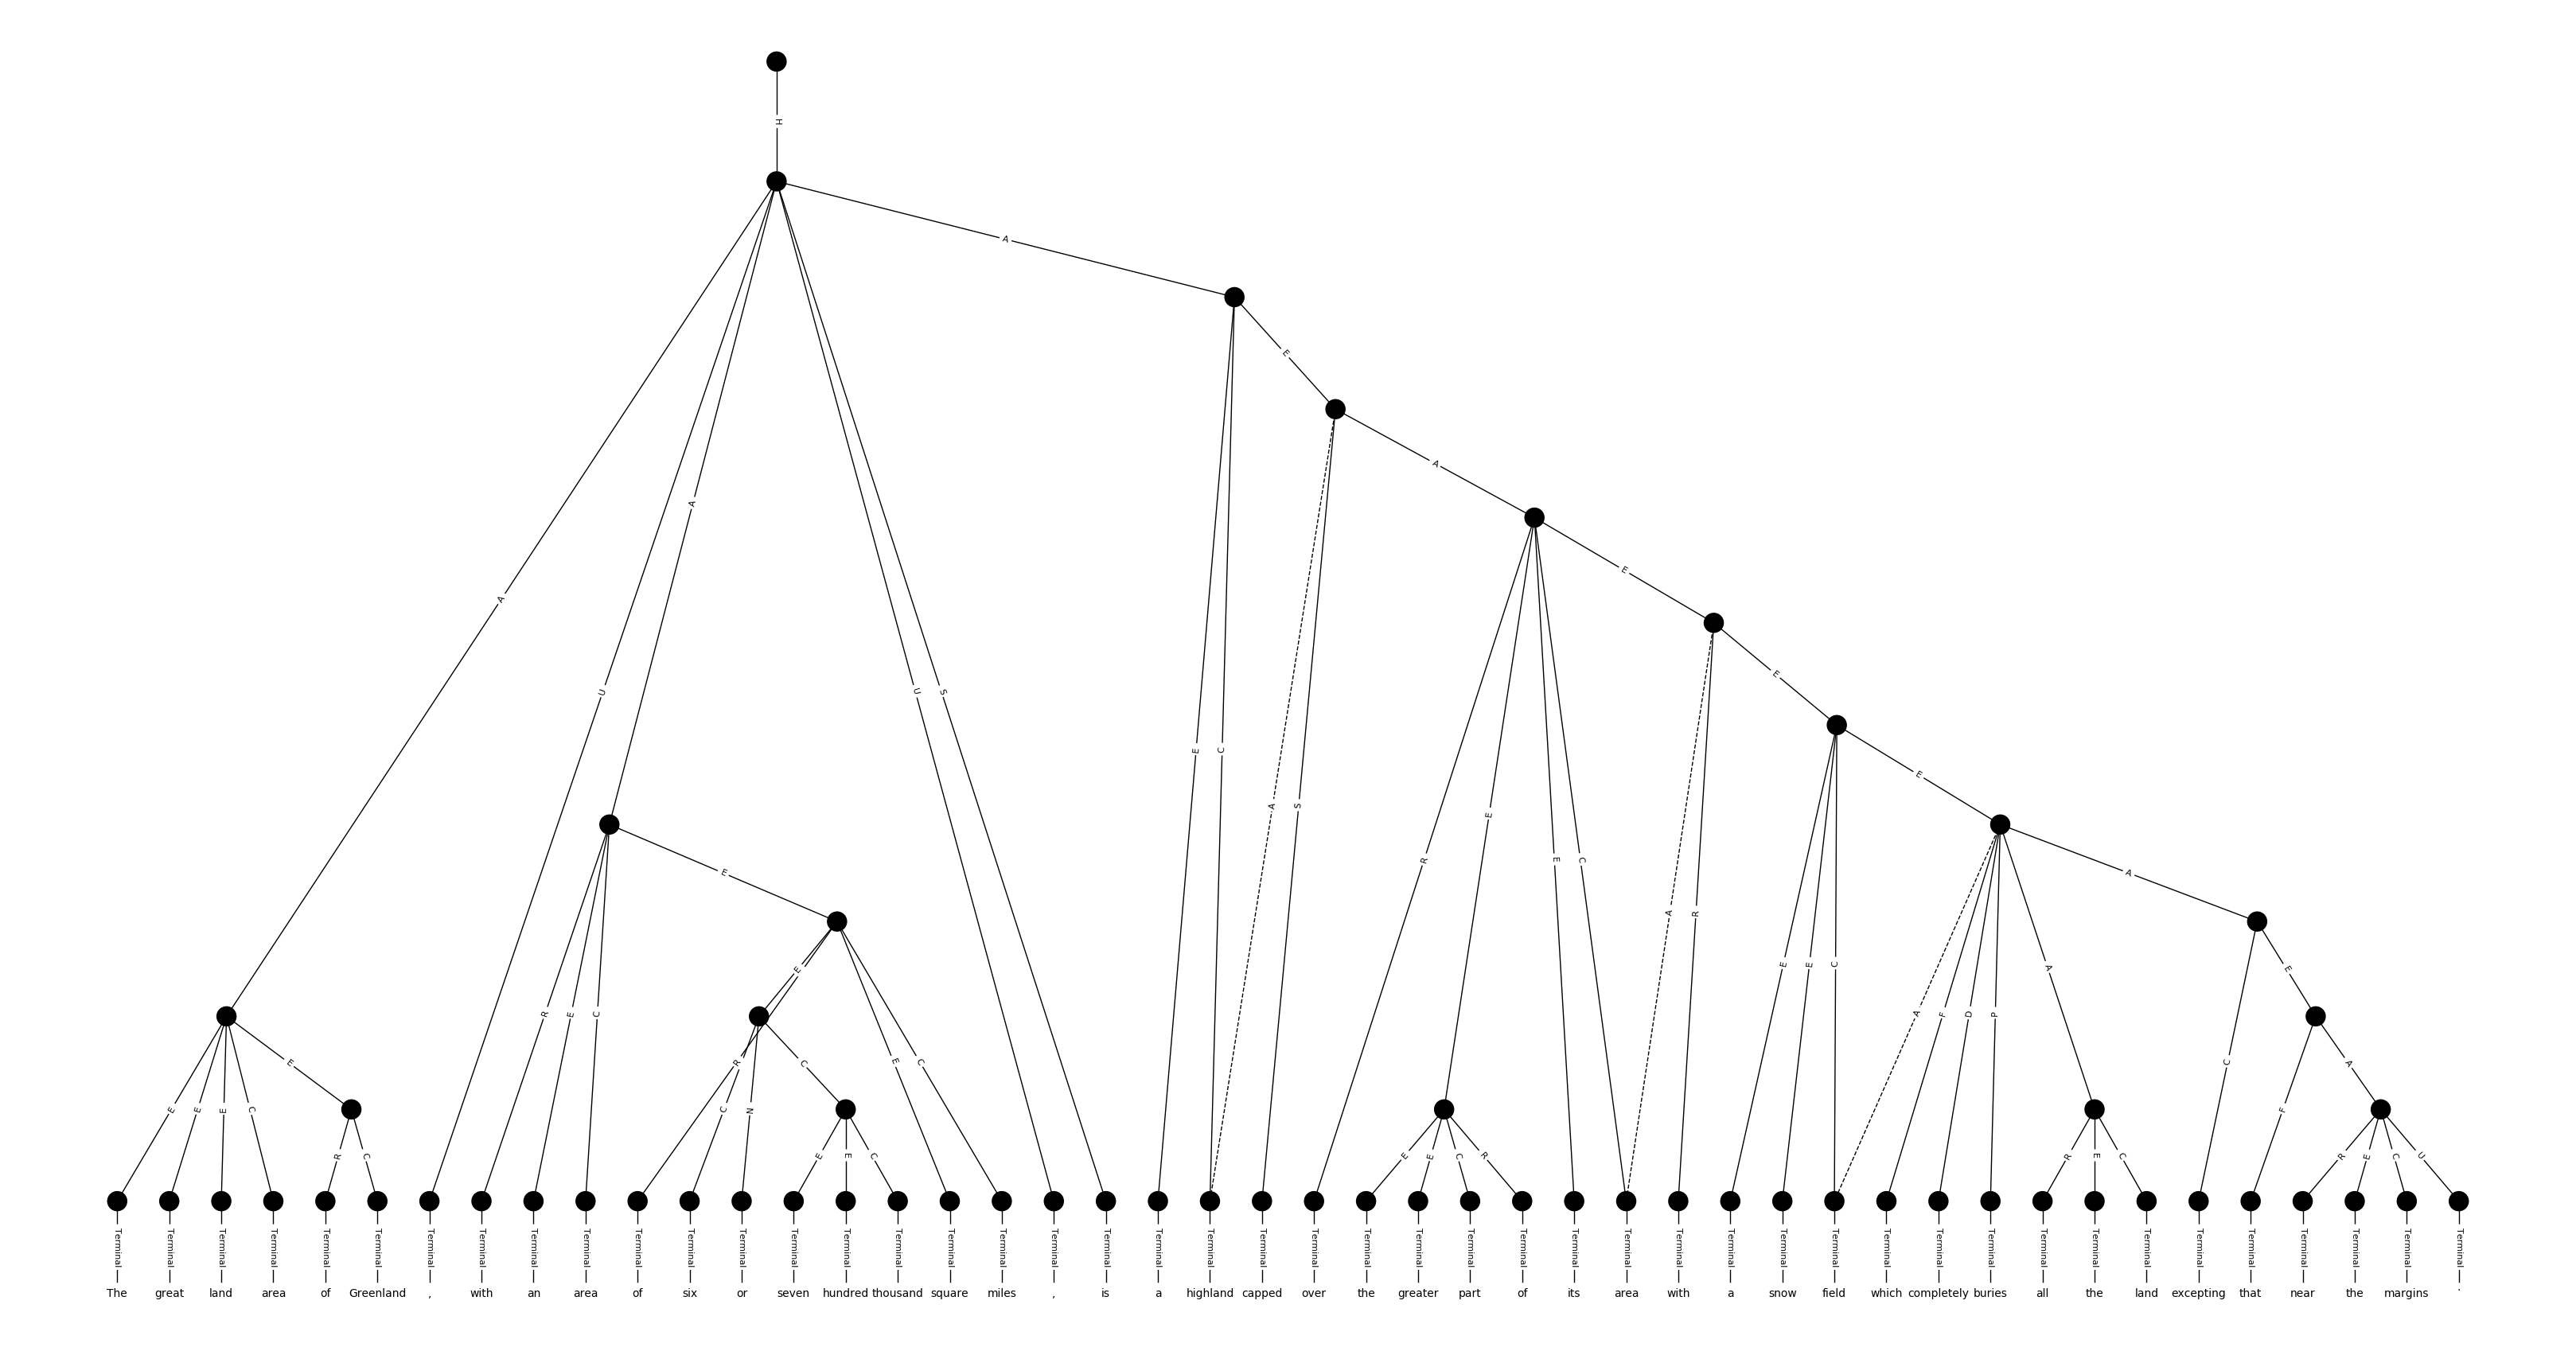 H
A
E
A
A
E
A
U
E
U
S
E
C
A
S
R
E
E
C
A
R
E
E
E
C
A
F
D
P
A
A
E
R
E
C
E
E
E
E
C
E
R
C
N
C
E
C
C
E
F
A
R
C
E
E
C
E
E
C
R
R
E
C
R
E
C
U
Terminal Terminal Terminal Terminal Terminal Terminal Terminal Terminal Terminal Terminal Terminal Terminal Terminal Terminal Terminal Terminal Terminal Terminal Terminal Terminal Terminal Terminal Terminal Terminal Terminal Terminal Terminal Terminal Terminal Terminal Terminal Terminal Terminal Terminal Terminal Terminal Terminal Terminal Terminal Terminal Terminal Terminal Terminal Terminal Terminal Terminal
The great land area of Greenland , with an area of six or seven hundred thousand square miles , is a highland capped over the greater part of its area with a snow field which completely buries all the land excepting that near the margins .